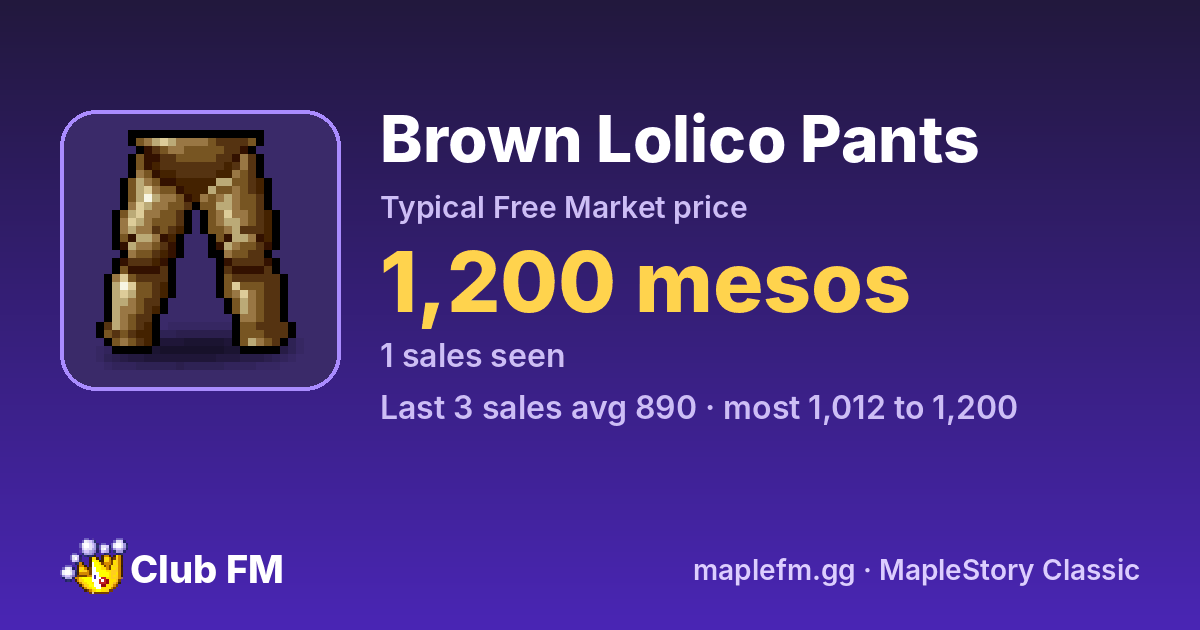 Brown Lolico Pants
Typical Free Market price
1,200 mesos
1 sales seen
Last 3 sales avg 890 · most 1,012 to 1,200
Club FM
maplefm.gg · MapleStory Classic